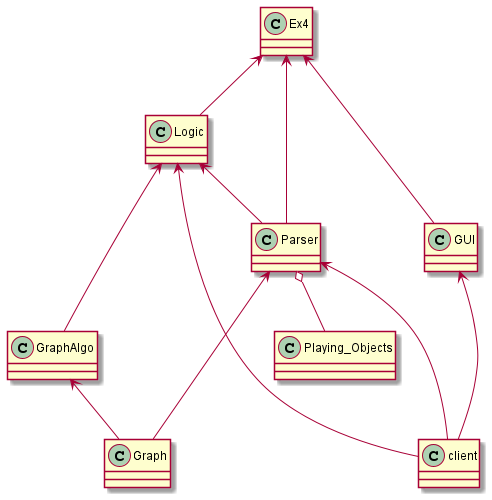 C Ex4
C Logic
C Parser
C GUI
C GraphAlgo
C Playing_Objects
C Graph
C client